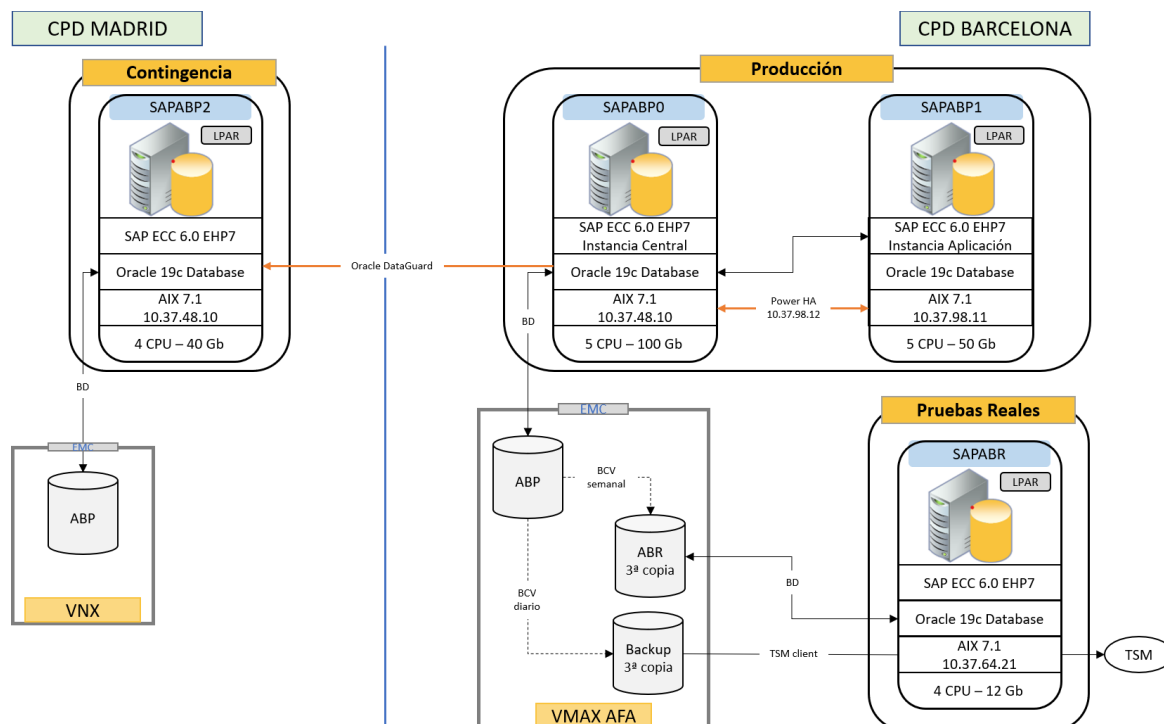 CPD MADRID
CPD BARCELONA
Contingencia
SAPABP2
LPAR
SAP ECC 6.0 EHP7
Oracle 19c Database
AIX 7.1
10.37.48.10
4 CPU – 40 Gb
BD
EMC
ABP
VNX
Oracle DataGuard
Producción
SAPABP0
LPAR
SAP ECC 6.0 EHP7
Instancia Central
Oracle 19c Database
AIX 7.1
10.37.48.10
5 CPU – 100 Gb
Power HA
10.37.98.12
SAPABP1
LPAR
SAP ECC 6.0 EHP7
Instancia Aplicación
Oracle 19c Database
AIX 7.1
10.37.98.11
5 CPU – 50 Gb
BD
EMC
ABP
BCV
semanal
ABR
3ª copia
BCV
diario
Backup
3ª copia
VMAX AFA
BD
TSM client
Pruebas Reales
SAPABR
LPAR
SAP ECC 6.0 EHP7
Oracle 19c Database
AIX 7.1
10.37.64.21
4 CPU – 12 Gb
TSM